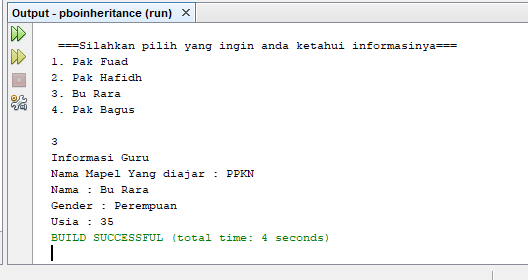 Output - pboinheritance (run)
===Silahkan pilih yang ingin anda ketahui informasinya===
1. Pak Fuad
2. Pak Hafidh
3. Bu Rara
4. Pak Bagus
3
Informasi Guru
Nama Mapel Yang diajar : PPKN
Nama : Bu Rara
Gender : Perempuan
Usia : 35
BUILD SUCCESSFUL (total time: 4 seconds)